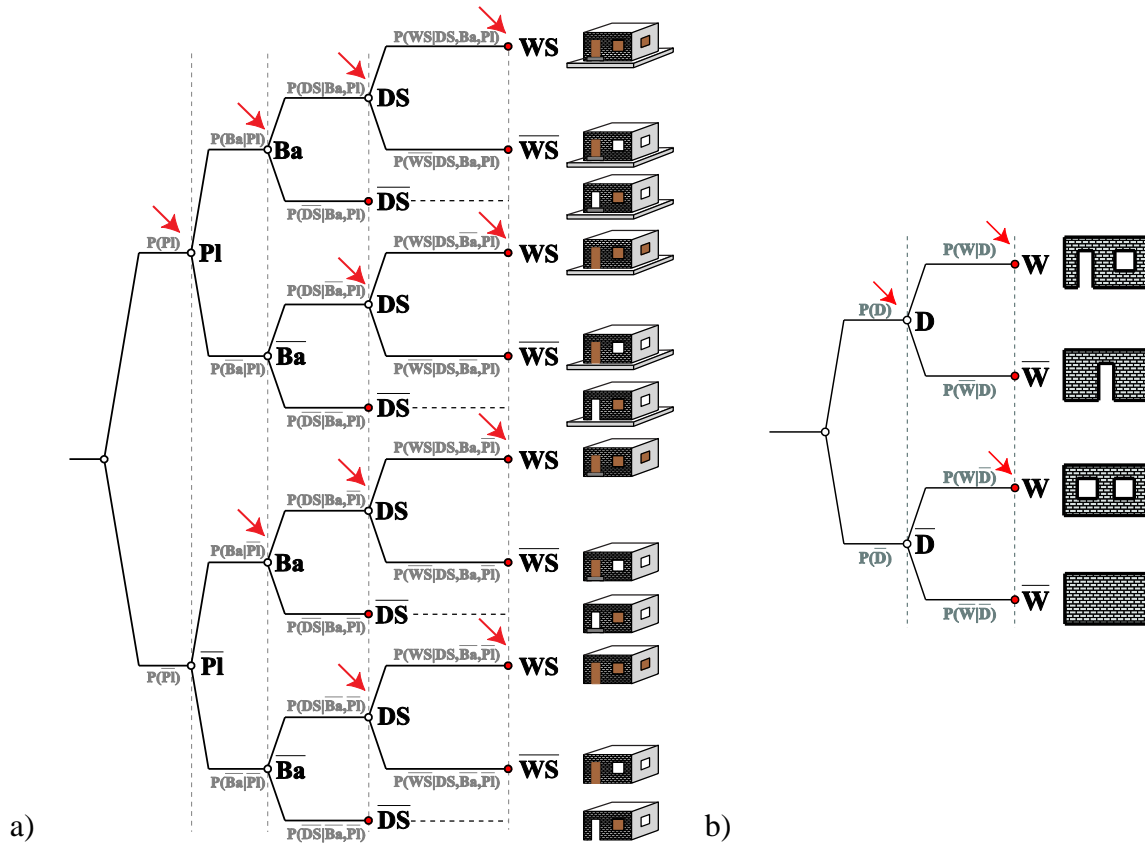 P(WS|DS,Ba,Pl) WS
P(DS|Ba,Pl) DS
P(Ba|Pl) Ba
W̅S̅
P(W̅S̅|DS,Ba,Pl)
D̅S̅
P(D̅S̅|Ba,Pl)
P(Pl) Pl
P(WS|DS,B̅a̅,Pl) WS
P(DS|B̅a̅,Pl) DS
B̅a̅
P(B̅a̅|Pl)
W̅S̅
P(W̅S̅|DS,B̅a̅,Pl)
D̅S̅
P(D̅S̅|B̅a̅,Pl)
P(WS|DS,Ba,P̅l̅) WS
P(DS|Ba,P̅l̅) DS
P(Ba|P̅l̅) Ba
W̅S̅
P(W̅S̅|DS,Ba,P̅l̅)
D̅S̅
P(D̅S̅|Ba,P̅l̅)
P̅l̅
P(P̅l̅)
P(WS|DS,B̅a̅,P̅l̅) WS
P(DS|B̅a̅,P̅l̅) DS
B̅a̅
P(B̅a̅|P̅l̅)
W̅S̅
P(W̅S̅|DS,B̅a̅,P̅l̅)
D̅S̅
P(D̅S̅|B̅a̅,P̅l̅)
a)
P(W|D) W
P(D) D
W̅
P(W̅|D)
P(W|D̅) W
D̅
P(D̅)
W̅
P(W̅|D̅)
b)